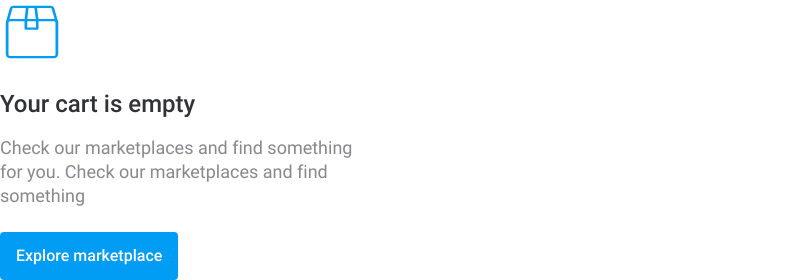 Your cart is empty
Check our marketplaces and find something
for you. Check our marketplaces and find
something
Explore marketplace